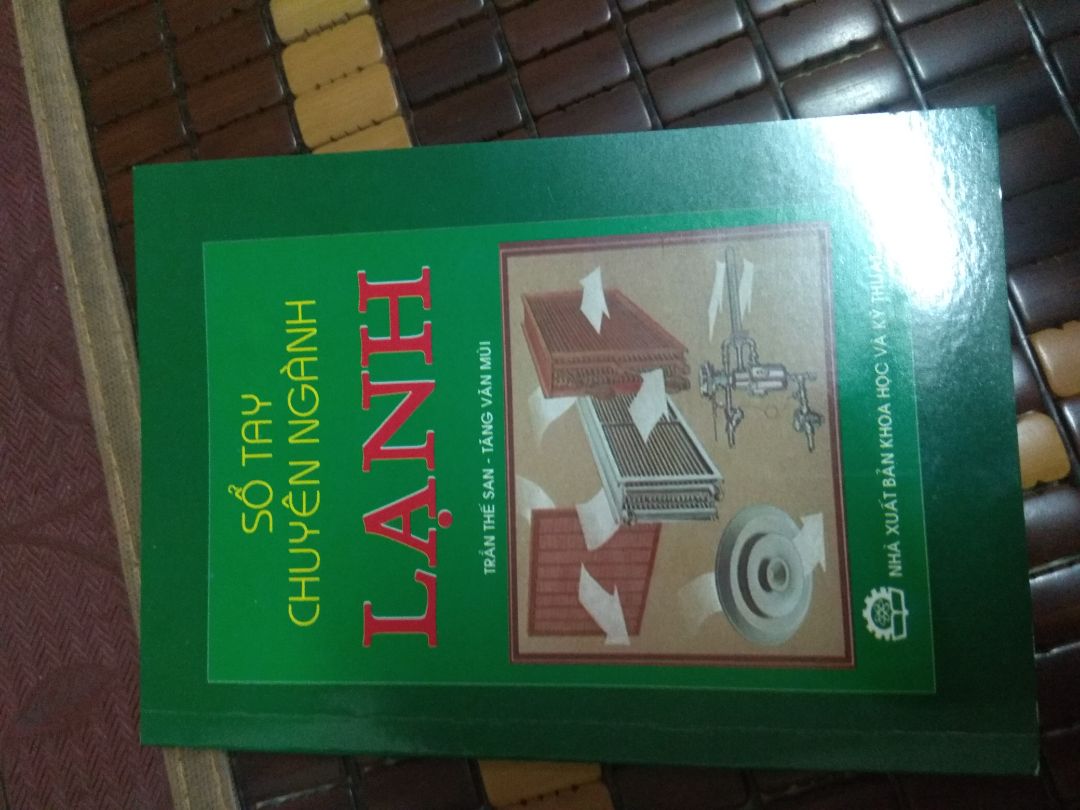 SỔ TAY
CHUYÊN NGÀNH
LẠNH
TRẦN THẾ SAN - TĂNG VĂN MÙI
NHÀ XUẤT BẢN KHOA HỌC VÀ KỸ THUẬT